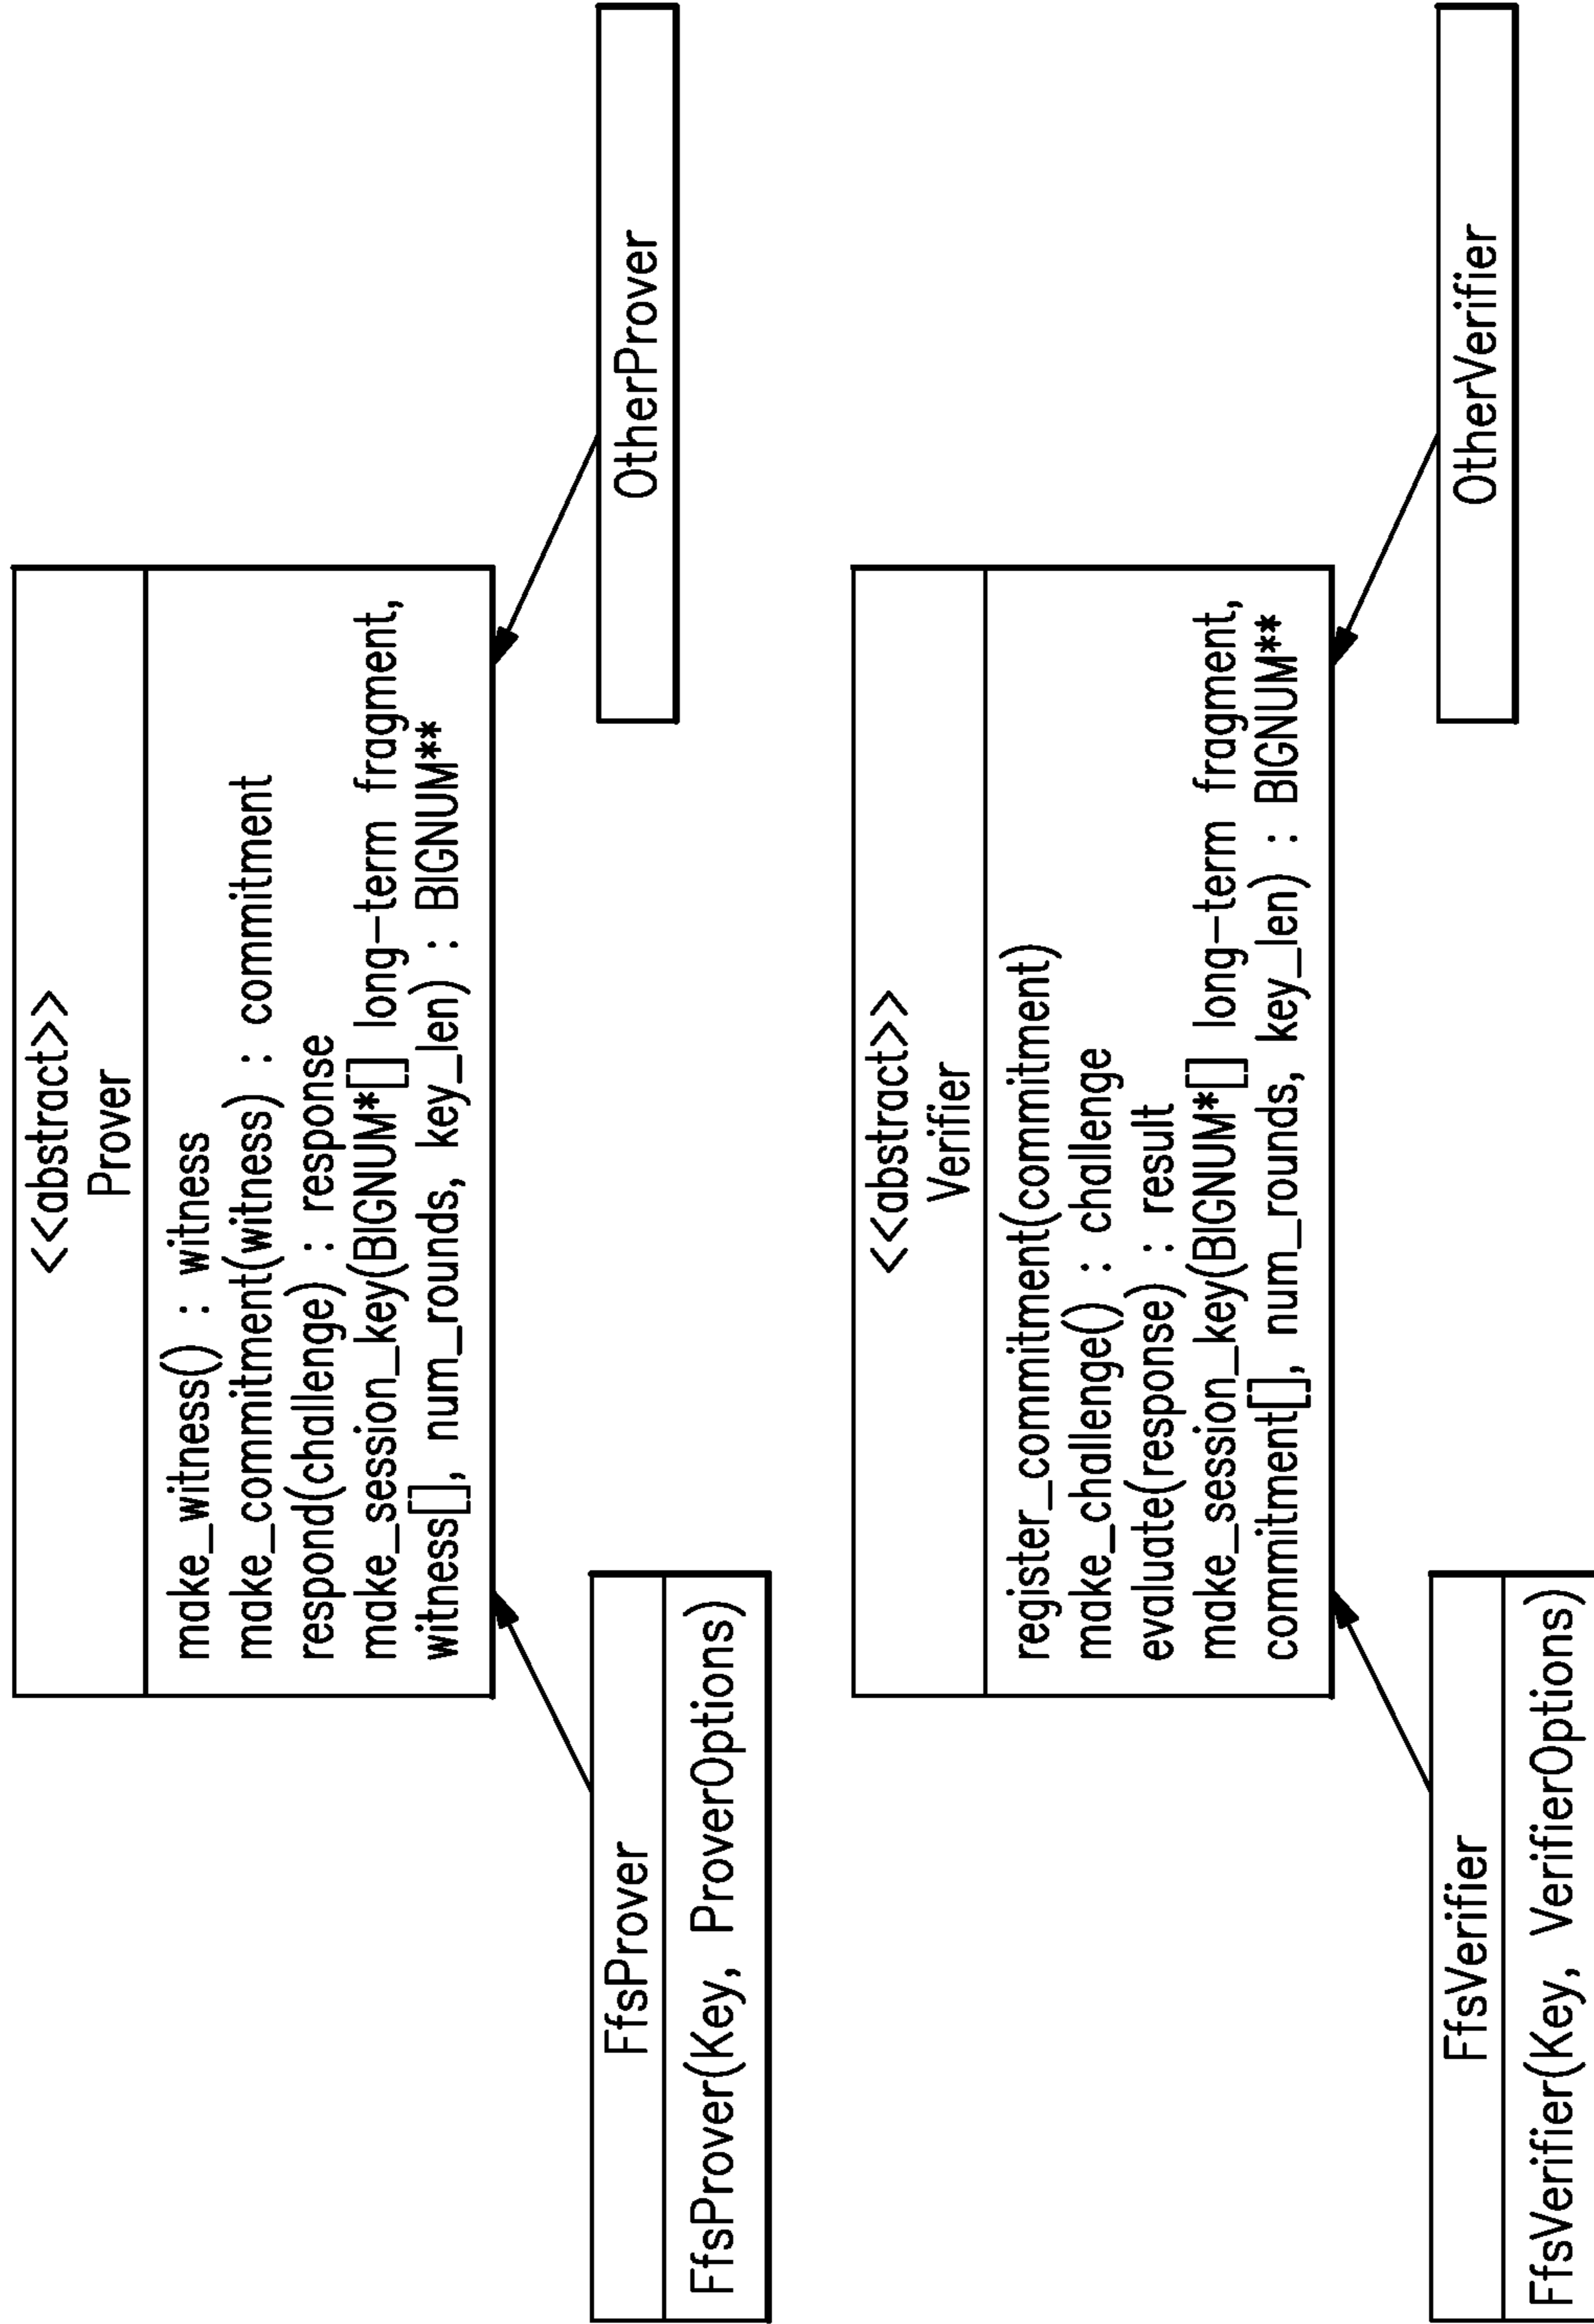 <<abstract>>
Prover
make_witness() : witness
make_commitment(witness) : commitment
respond(challenge) : response
make_session_key(BIGNUM*[] long-term fragment,
witness[], num_rounds, key_len) : BIGNUM**
FfsProver
FfsProver(Key, ProverOptions)
OtherProver
<<abstract>>
Verifier
register_commitment(commitment)
make_challenge() : challenge
evaluate(response) : result
make_session_key(BIGNUM*[] long-term fragment,
commitment[], num_rounds, key_len) : BIGNUM**
FfsVerifier
FfsVerifier(Key, VerifierOptions)
OtherVerifier